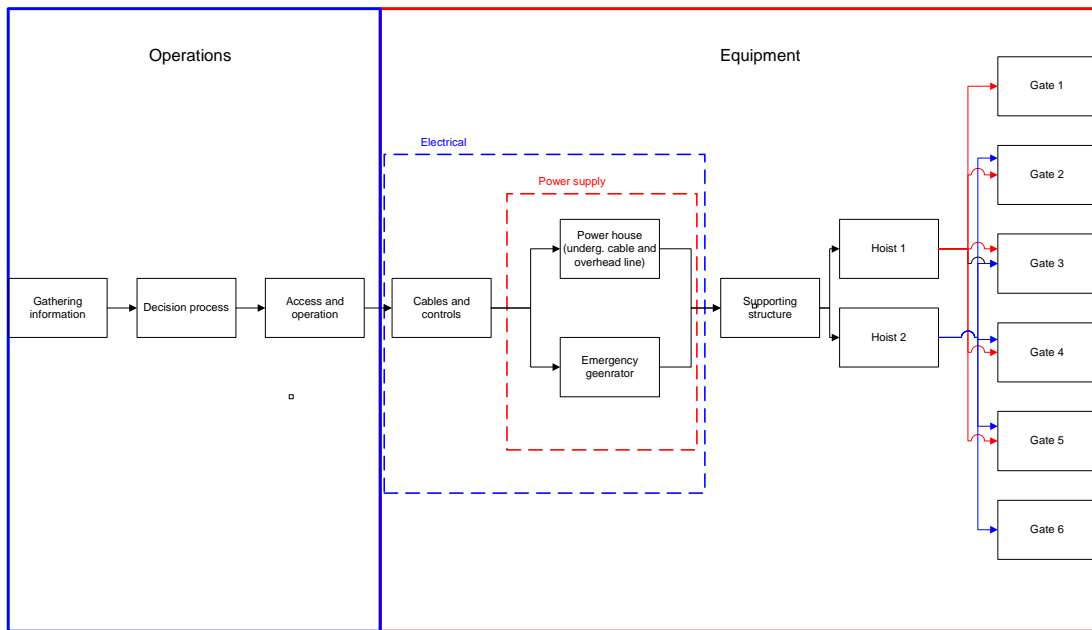 Operations
Equipment
Electrical
Power supply
Gathering
information
Decision process
Access and
operation
Cables and
controls
Power house
(underg. cable and
overhead line)
Emergency
geenrator
Supporting
structure
Hoist 1
Hoist 2
Gate 1
Gate 2
Gate 3
Gate 4
Gate 5
Gate 6